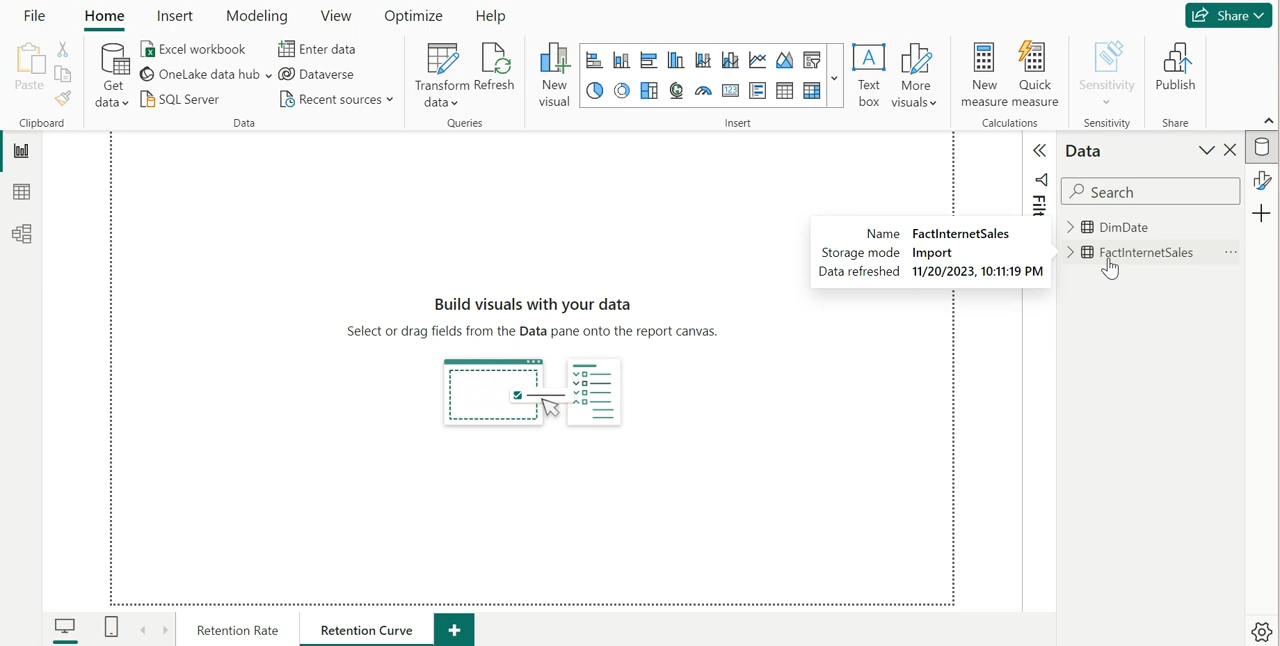 File Home Insert Modeling View Optimize Help Share
Paste
Clipboard
Get data
Excel workbook
OneLake data hub
SQL Server
Enter data
Dataverse
Recent sources
Data
Transform data
Refresh
Queries
New visual
123
Insert
A
Text box
More visuals
New measure
Quick measure
Calculations
Sensitivity
Sensitivity
Publish
Share
Filt
Data
Search
DimDate
FactInternetSales
Name FactInternetSales
Storage mode Import
Data refreshed 11/20/2023, 10:11:19 PM
Build visuals with your data
Select or drag fields from the Data pane onto the report canvas.
Retention Rate
Retention Curve